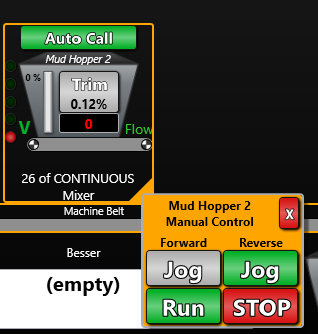 Auto Call
Mud Hopper 2
0 %
Trim
0.12%
0
V
Flow
26 of CONTINUOUS
Mixer
Machine Belt
Besser
(empty)
Mud Hopper 2
Manual Control
X
Forward Reverse
Jog Jog
Run STOP